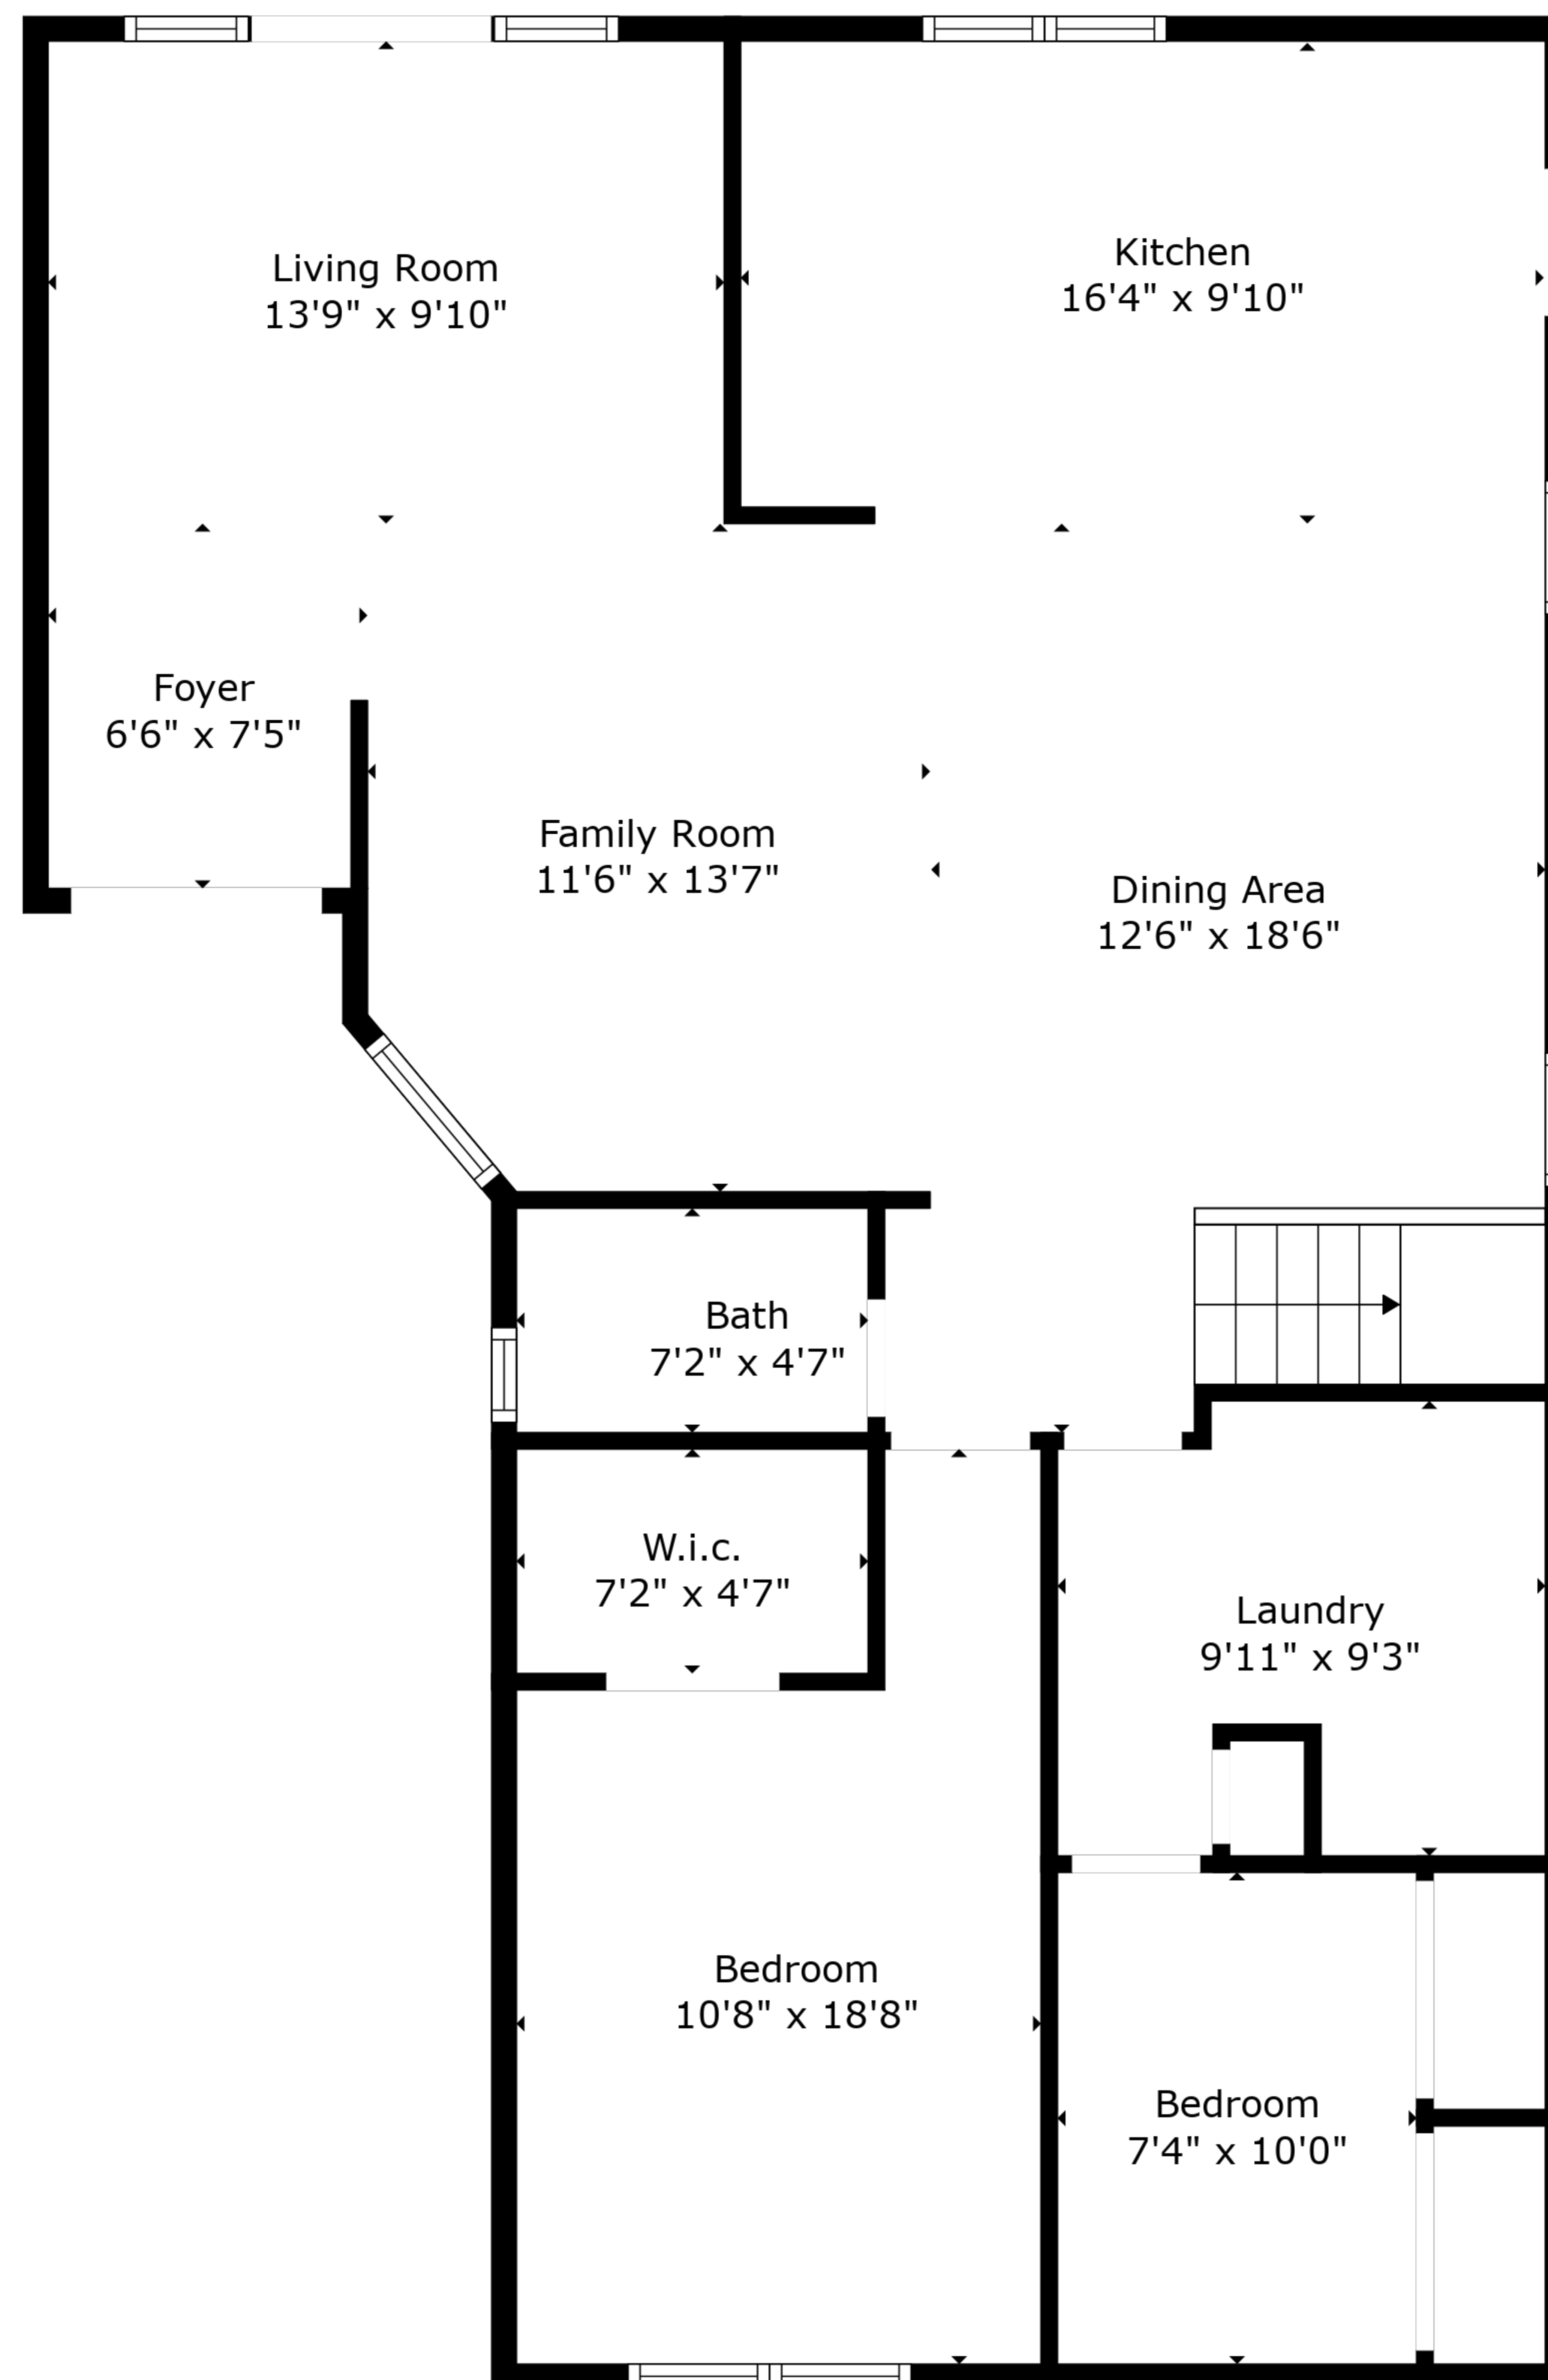 Living Room
13'9" x 9'10"
Kitchen
16'4" x 9'10"
Foyer
6'6" x 7'5"
Family Room
11'6" x 13'7"
Dining Area
12'6" x 18'6"
Bath
7'2" x 4'7"
W.i.c.
7'2" x 4'7"
Laundry
9'11" x 9'3"
Bedroom
10'8" x 18'8"
Bedroom
7'4" x 10'0"